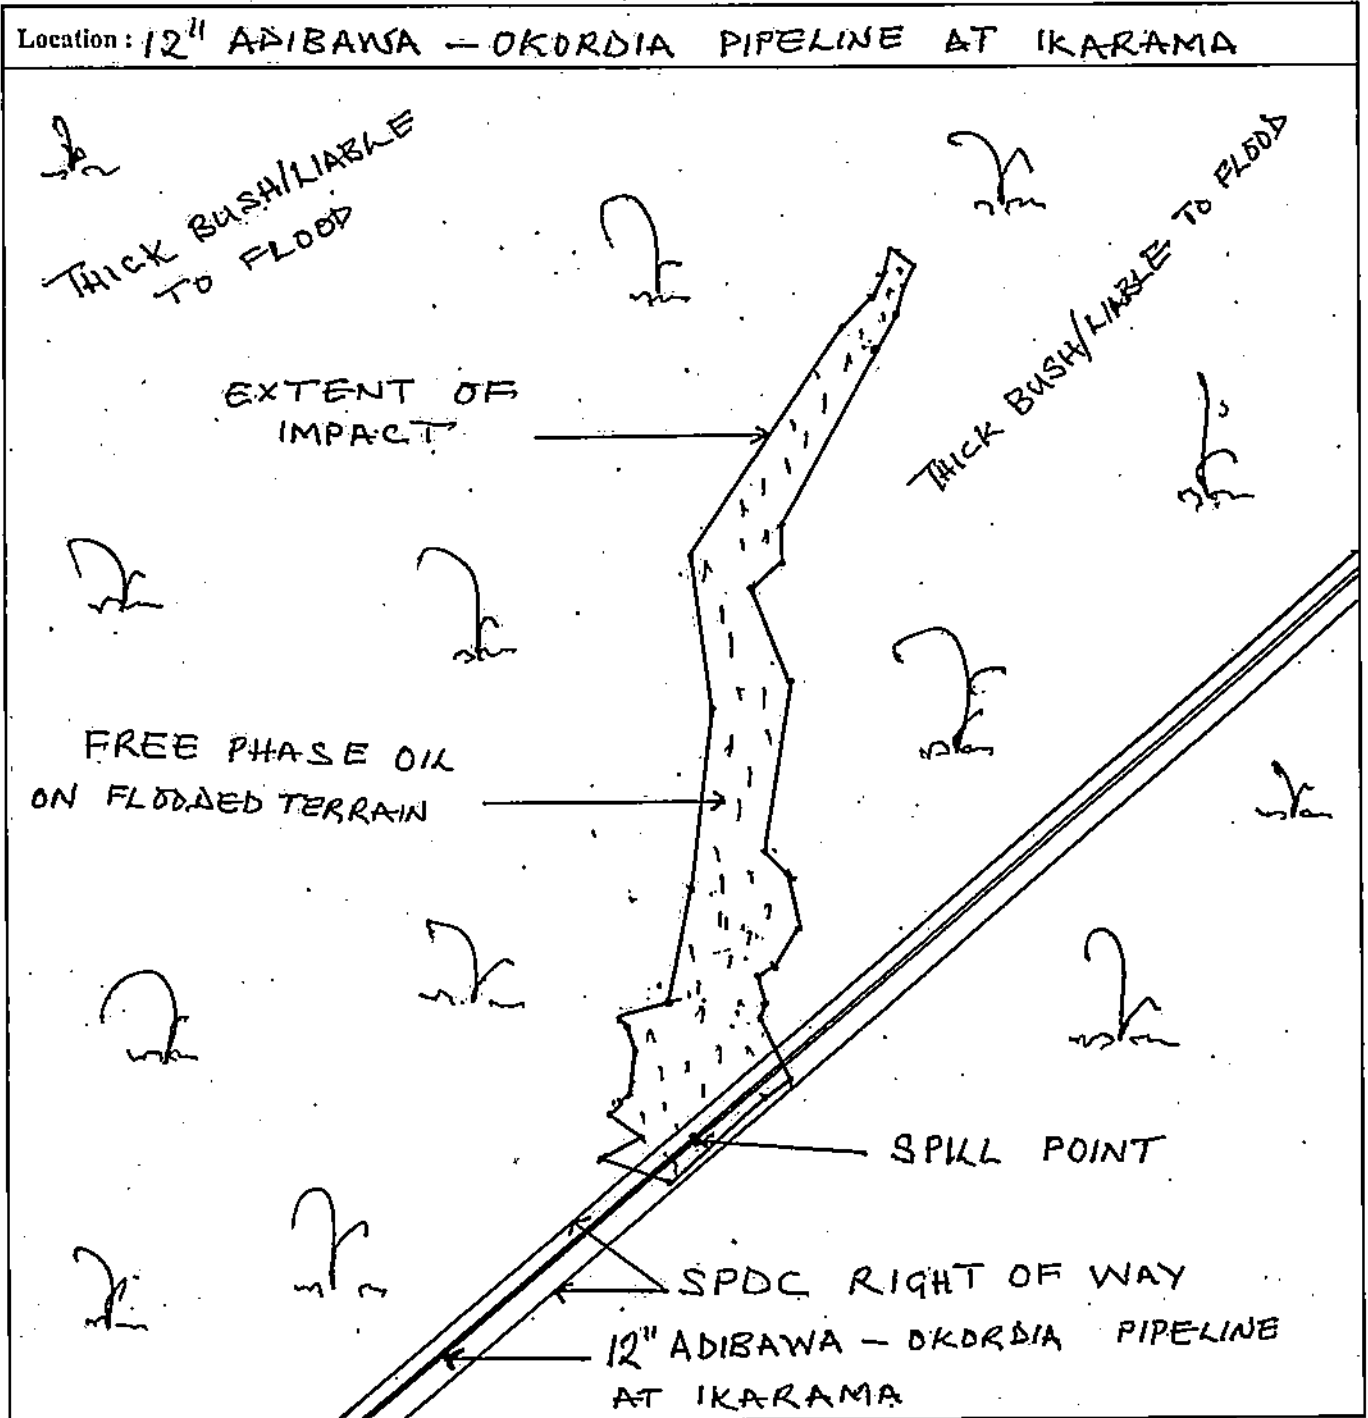 Location: 12" ADIBAWA – OKORDIA PIPELINE AT IKARAMA
THICK BUSH/LIABLE
TO FLOOD
THICK BUSH/LIABLE TO FLOOD
EXTENT OF
IMPACT
FREE PHASE OIL
ON FLOODED TERRAIN
SPILL POINT
SPDC RIGHT OF WAY
12" ADIBAWA – OKORDIA PIPELINE
AT IKARAMA